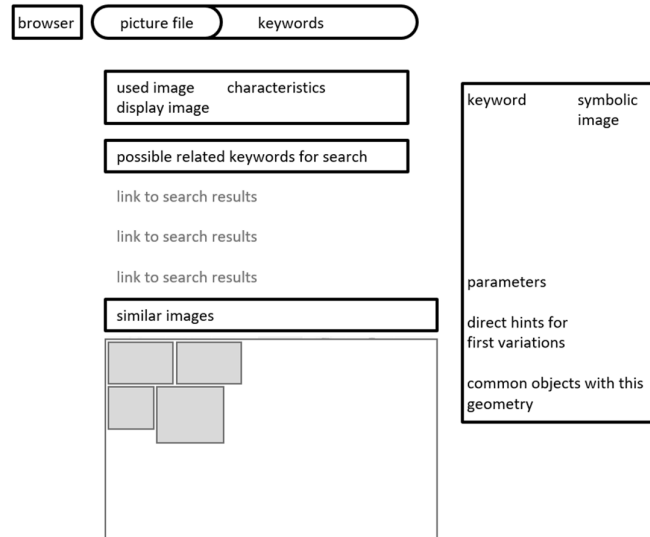 browser
picture file
keywords
used image characteristics
display image
possible related keywords for search
link to search results
link to search results
link to search results
similar images
keyword
symbolic
image
parameters
direct hints for
first variations
common objects with this
geometry